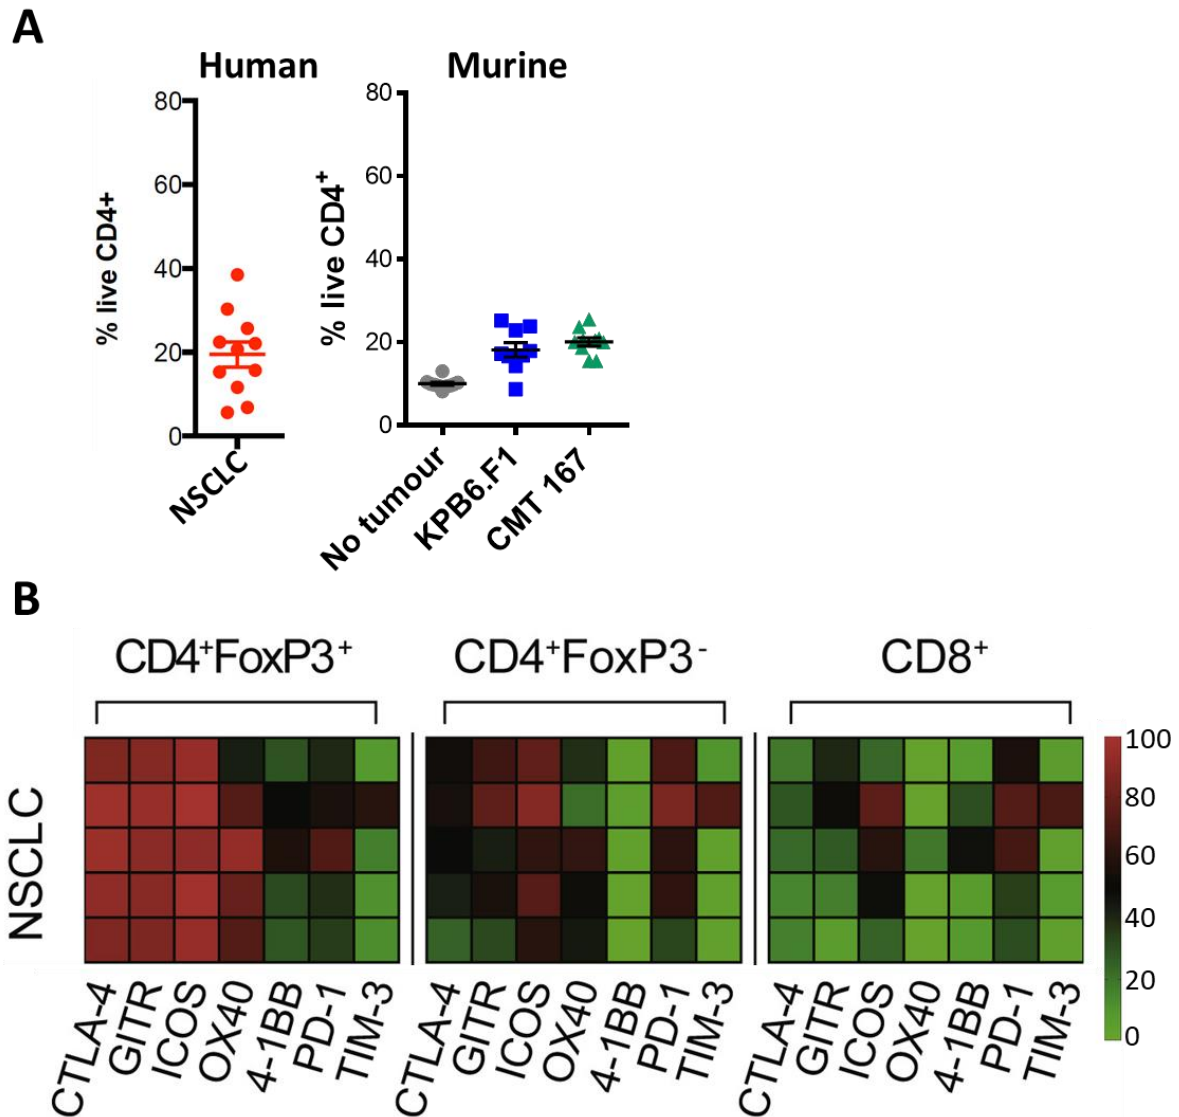 A
Human
Murine
% live CD4+
80
60
40
20
0
NSCLC
% live CD4⁺
80
60
40
20
0
No tumour
KPB6.F1
CMT 167
B
CD4⁺FoxP3⁺
CD4⁺FoxP3⁻
CD8⁺
NSCLC
CTLA-4
GITR
ICOS
OX40
4-1BB
PD-1
TIM-3
CTLA-4
GITR
ICOS
OX40
4-1BB
PD-1
TIM-3
CTLA-4
GITR
ICOS
OX40
4-1BB
PD-1
TIM-3
100
80
60
40
20
0